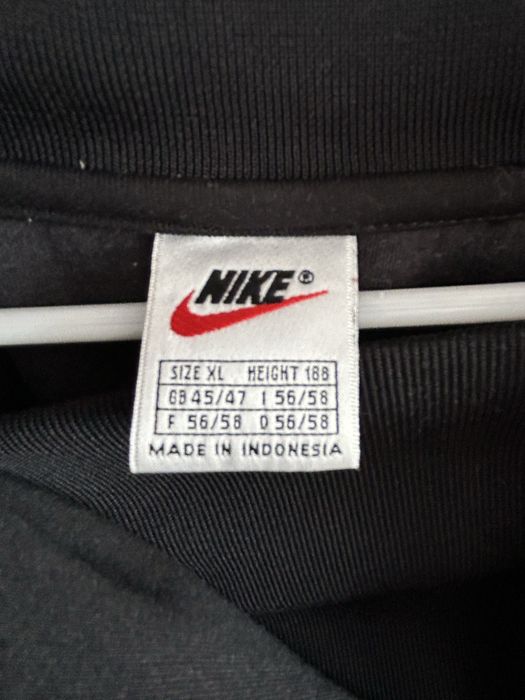 NIKE®
SIZE XL HEIGHT 188
GB 45/47 I 56/58
F 56/58 D 56/58
MADE IN INDONESIA